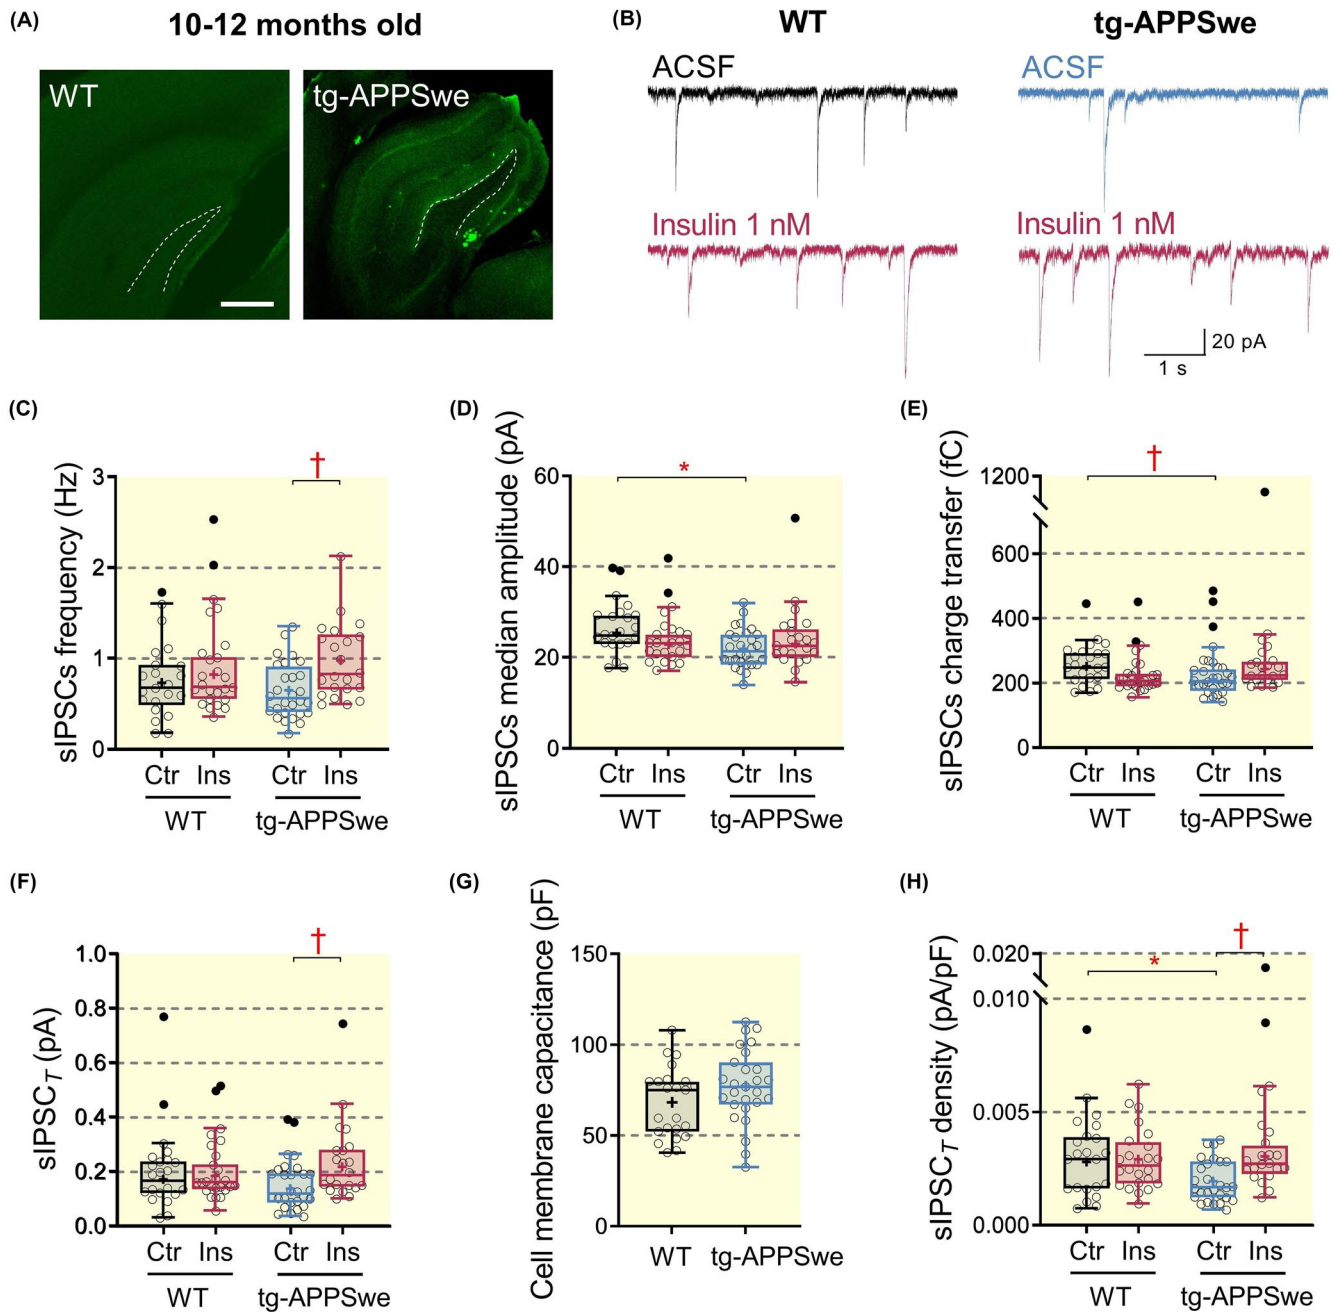 (A) 10-12 months old
WT
tg-APPSwe
(B) WT tg-APPSwe
ACSF
ACSF
Insulin 1 nM
Insulin 1 nM
20 pA
1 s
(C)
sIPSCs frequency (Hz)
†
3
2
1
0
Ctr Ins Ctr Ins
WT tg-APPSwe
(D)
sIPSCs median amplitude (pA)
*
60
40
20
0
Ctr Ins Ctr Ins
WT tg-APPSwe
(E)
sIPSCs charge transfer (fC)
†
1200
600
400
200
0
Ctr Ins Ctr Ins
WT tg-APPSwe
(F)
sIPSCT (pA)
†
1.0
0.8
0.6
0.4
0.2
0.0
Ctr Ins Ctr Ins
WT tg-APPSwe
(G)
Cell membrane capacitance (pF)
150
100
50
0
WT tg-APPSwe
(H)
sIPSCT density (pA/pF)
†
*
0.020
0.010
0.005
0.000
Ctr Ins Ctr Ins
WT tg-APPSwe